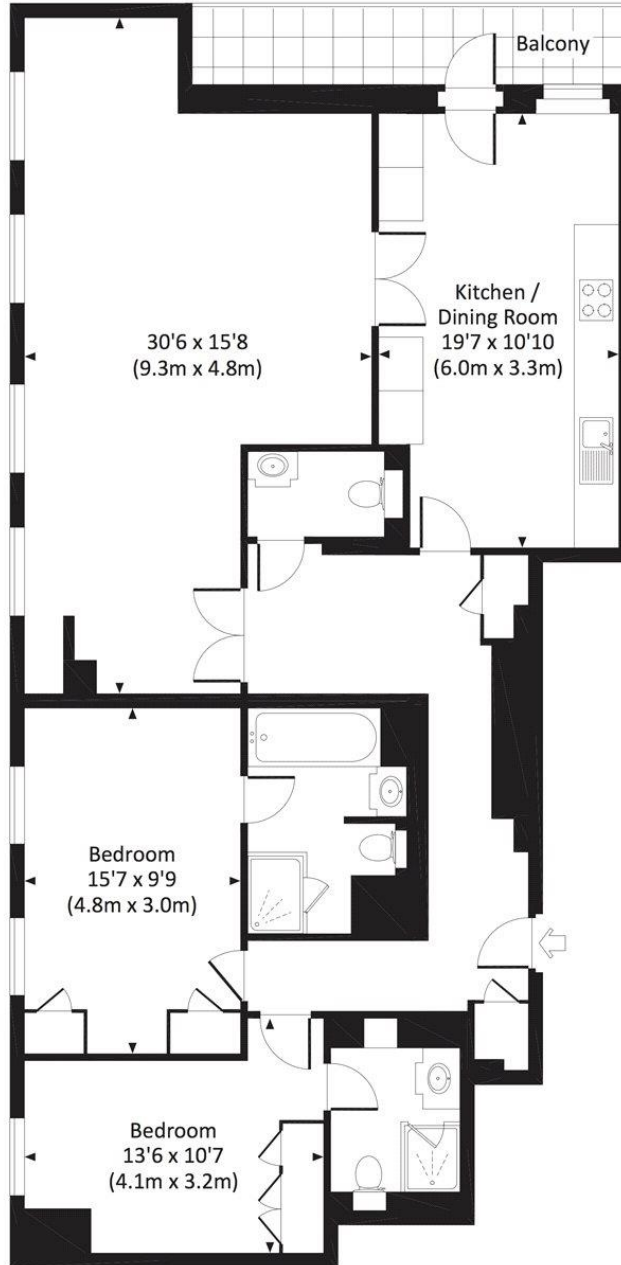 Balcony
30'6 x 15'8
(9.3m x 4.8m)
Kitchen /
Dining Room
19'7 x 10'10
(6.0m x 3.3m)
Bedroom
15'7 x 9'9
(4.8m x 3.0m)
Bedroom
13'6 x 10'7
(4.1m x 3.2m)